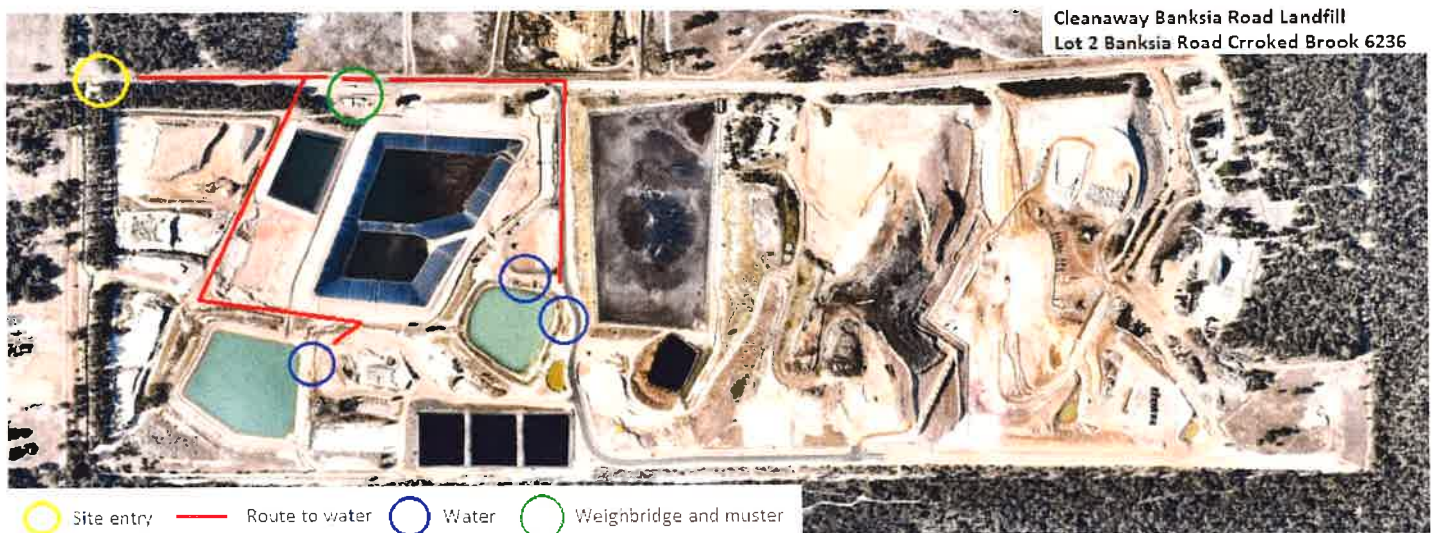 Cleanaway Banksia Road Landfill
Lot 2 Banksia Road Crroked Brook 6236
Site entry
Route to water
Water
Weighbridge and muster